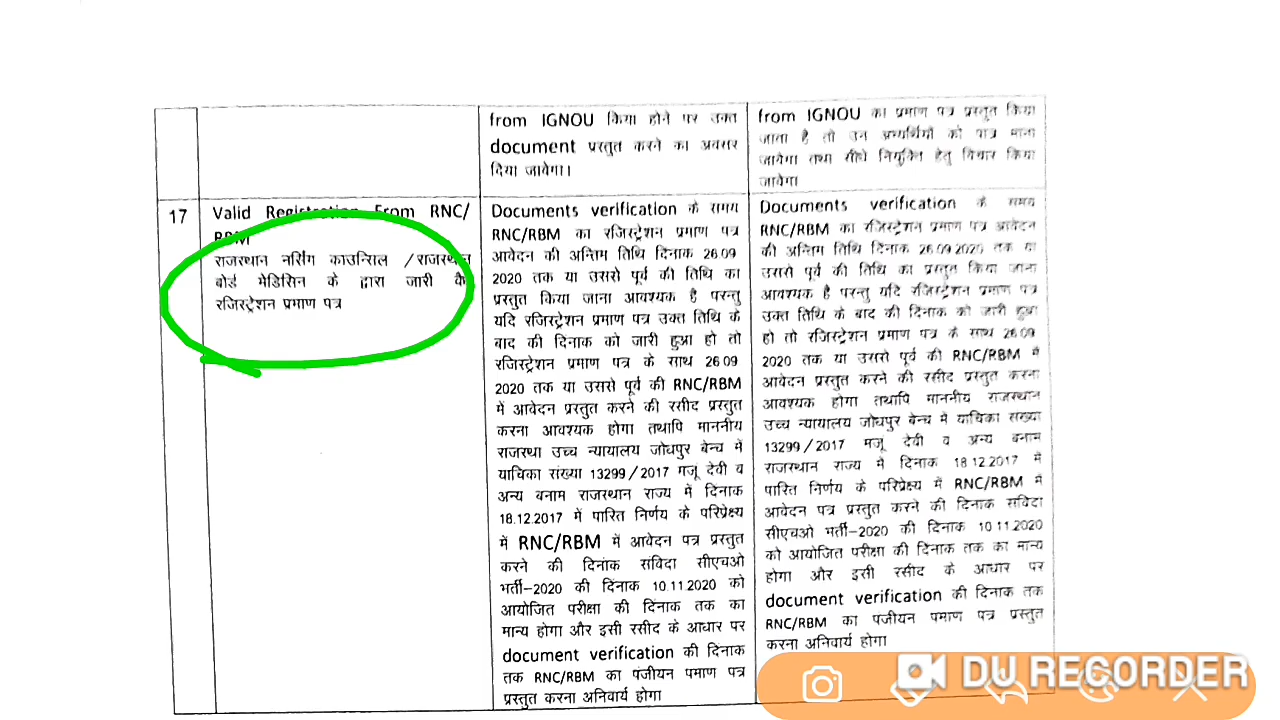 from IGNOU किया होने पर उक्त
document प्रस्तुत करने का अवसर
दिया जावेगा।
from IGNOU का प्रमाण पत्र प्रस्तुत किया
जाता है तो उन अभ्यर्थियों को पात्र माना
जावेगा तथा सीधे नियुक्ति हेतु विचार किया
जावेगा
17
Valid Registration From RNC/
RBM
राजस्थान नर्सिंग काउन्सिल /राजस्थान
बोर्ड मेडिसिन के द्वारा जारी वैध
रजिस्ट्रेशन प्रमाण पत्र
Documents verification के समय
RNC/RBM का रजिस्ट्रेशन प्रमाण पत्र
आवेदन की अन्तिम तिथि दिनाक 26.09
2020 तक या उससे पूर्व की तिथि का
प्रस्तुत किया जाना आवश्यक है परन्तु
यदि रजिस्ट्रेशन प्रमाण पत्र उक्त तिथि के
बाद की दिनाक को जारी हुआ हो तो
रजिस्ट्रेशन प्रमाण पत्र के साथ 26.09
2020 तक या उससे पूर्व की RNC/RBM
में आवेदन प्रस्तुत करने की रसीद प्रस्तुत
करना आवश्यक होगा तथापि माननीय
राजस्था उच्च न्यायालय जोधपुर बेन्च में
याचिका संख्या 13299/2017 मजू देवी व
अन्य बनाम राजस्थान राज्य में दिनाक
18.12.2017 में पारित निर्णय के परिप्रेक्ष्य
में RNC/RBM में आवेदन पत्र प्रस्तुत
करने की दिनांक संविदा सीएचओ
भर्ती-2020 की दिनांक 10.11.2020 को
आयोजित परीक्षा की दिनाक तक का
मान्य होगा और इसी रसीद के आधार पर
document verification की दिनांक
तक RNC/RBM का पंजीयन पमाण पत्र
प्रस्तुत करना अनिवार्य होगा
Documents verification के समय
RNC/RBM का रजिस्ट्रेशन प्रमाण पत्र आवेदन
की अन्तिम तिथि दिनाक 26.09.2020 तक या
उससे पूर्व की तिथि का प्रस्तुत किया जाना
आवश्यक है परन्तु यदि रजिस्ट्रेशन प्रमाण पत्र
उक्त तिथि के बाद की दिनाक को जारी हुआ
हो तो रजिस्ट्रेशन प्रमाण पत्र के साथ 26.09
2020 तक या उससे पूर्व की RNC/RBM में
आवेदन प्रस्तुत करने की रसीद प्रस्तुत करना
आवश्यक होगा तथापि माननीय राजस्थान
उच्च न्यायालय जोधपुर बेन्च में याचिका संख्या
13299/2017 मजू देवी व अन्य बनाम
राजस्थान राज्य में दिनाक 18.12.2017 में
पारित निर्णय के परिप्रेक्ष्य में RNC/RBM में
आवेदन पत्र प्रस्तुत करने की दिनांक संविदा
सीएचओ भर्ती-2020 की दिनाक 10.11.2020
को आयोजित परीक्षा की दिनाक तक का मान्य
होगा और इसी रसीद के आधार पर
document verification की दिनाक तक
RNC/RBM का पजीयन पमाण पत्र प्रस्तुत
करना अनिवार्य होगा
DU RECORDER